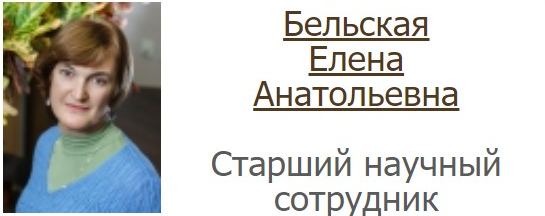 Бельская
Елена
Анатольевна
Старший научный
сотрудник